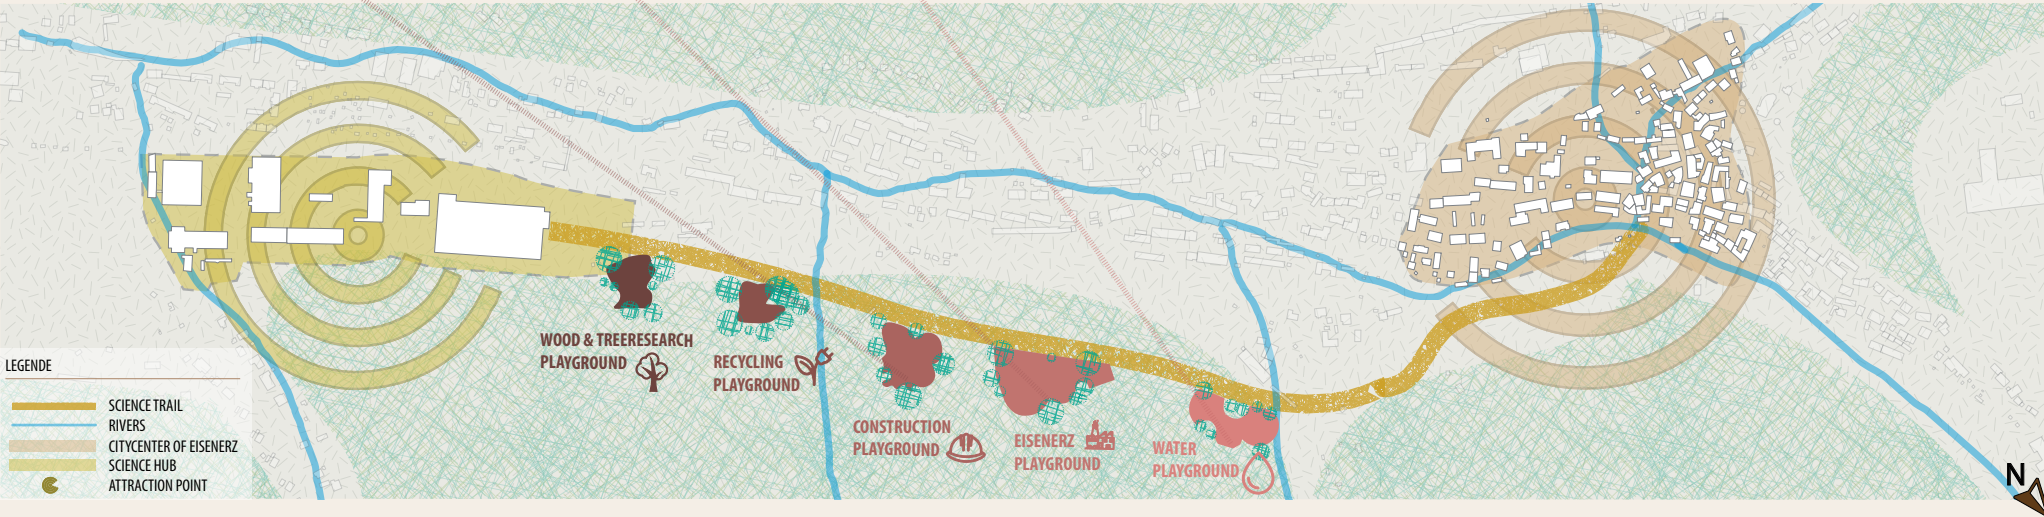 WOOD & TREERESEARCH
PLAYGROUND
RECYCLING
PLAYGROUND
CONSTRUCTION
PLAYGROUND
EISENERZ
PLAYGROUND
WATER
PLAYGROUND
LEGENDE
SCIENCE TRAIL
RIVERS
CITYCENTER OF EISENERZ
SCIENCE HUB
ATTRACTION POINT
N